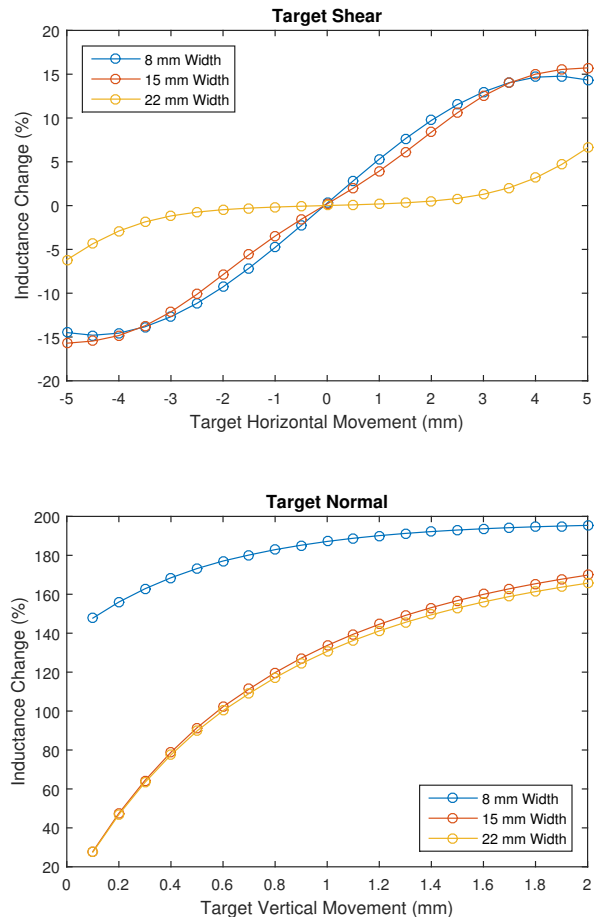 Target Shear
20
15
10
5
0
-5
-10
-15
-20
Inductance Change (%)
8 mm Width
15 mm Width
22 mm Width
-5 -4 -3 -2 -1 0 1 2 3 4 5
Target Horizontal Movement (mm)
Target Normal
200
180
160
140
120
100
80
60
40
20
Inductance Change (%)
8 mm Width
15 mm Width
22 mm Width
0 0.2 0.4 0.6 0.8 1 1.2 1.4 1.6 1.8 2
Target Vertical Movement (mm)